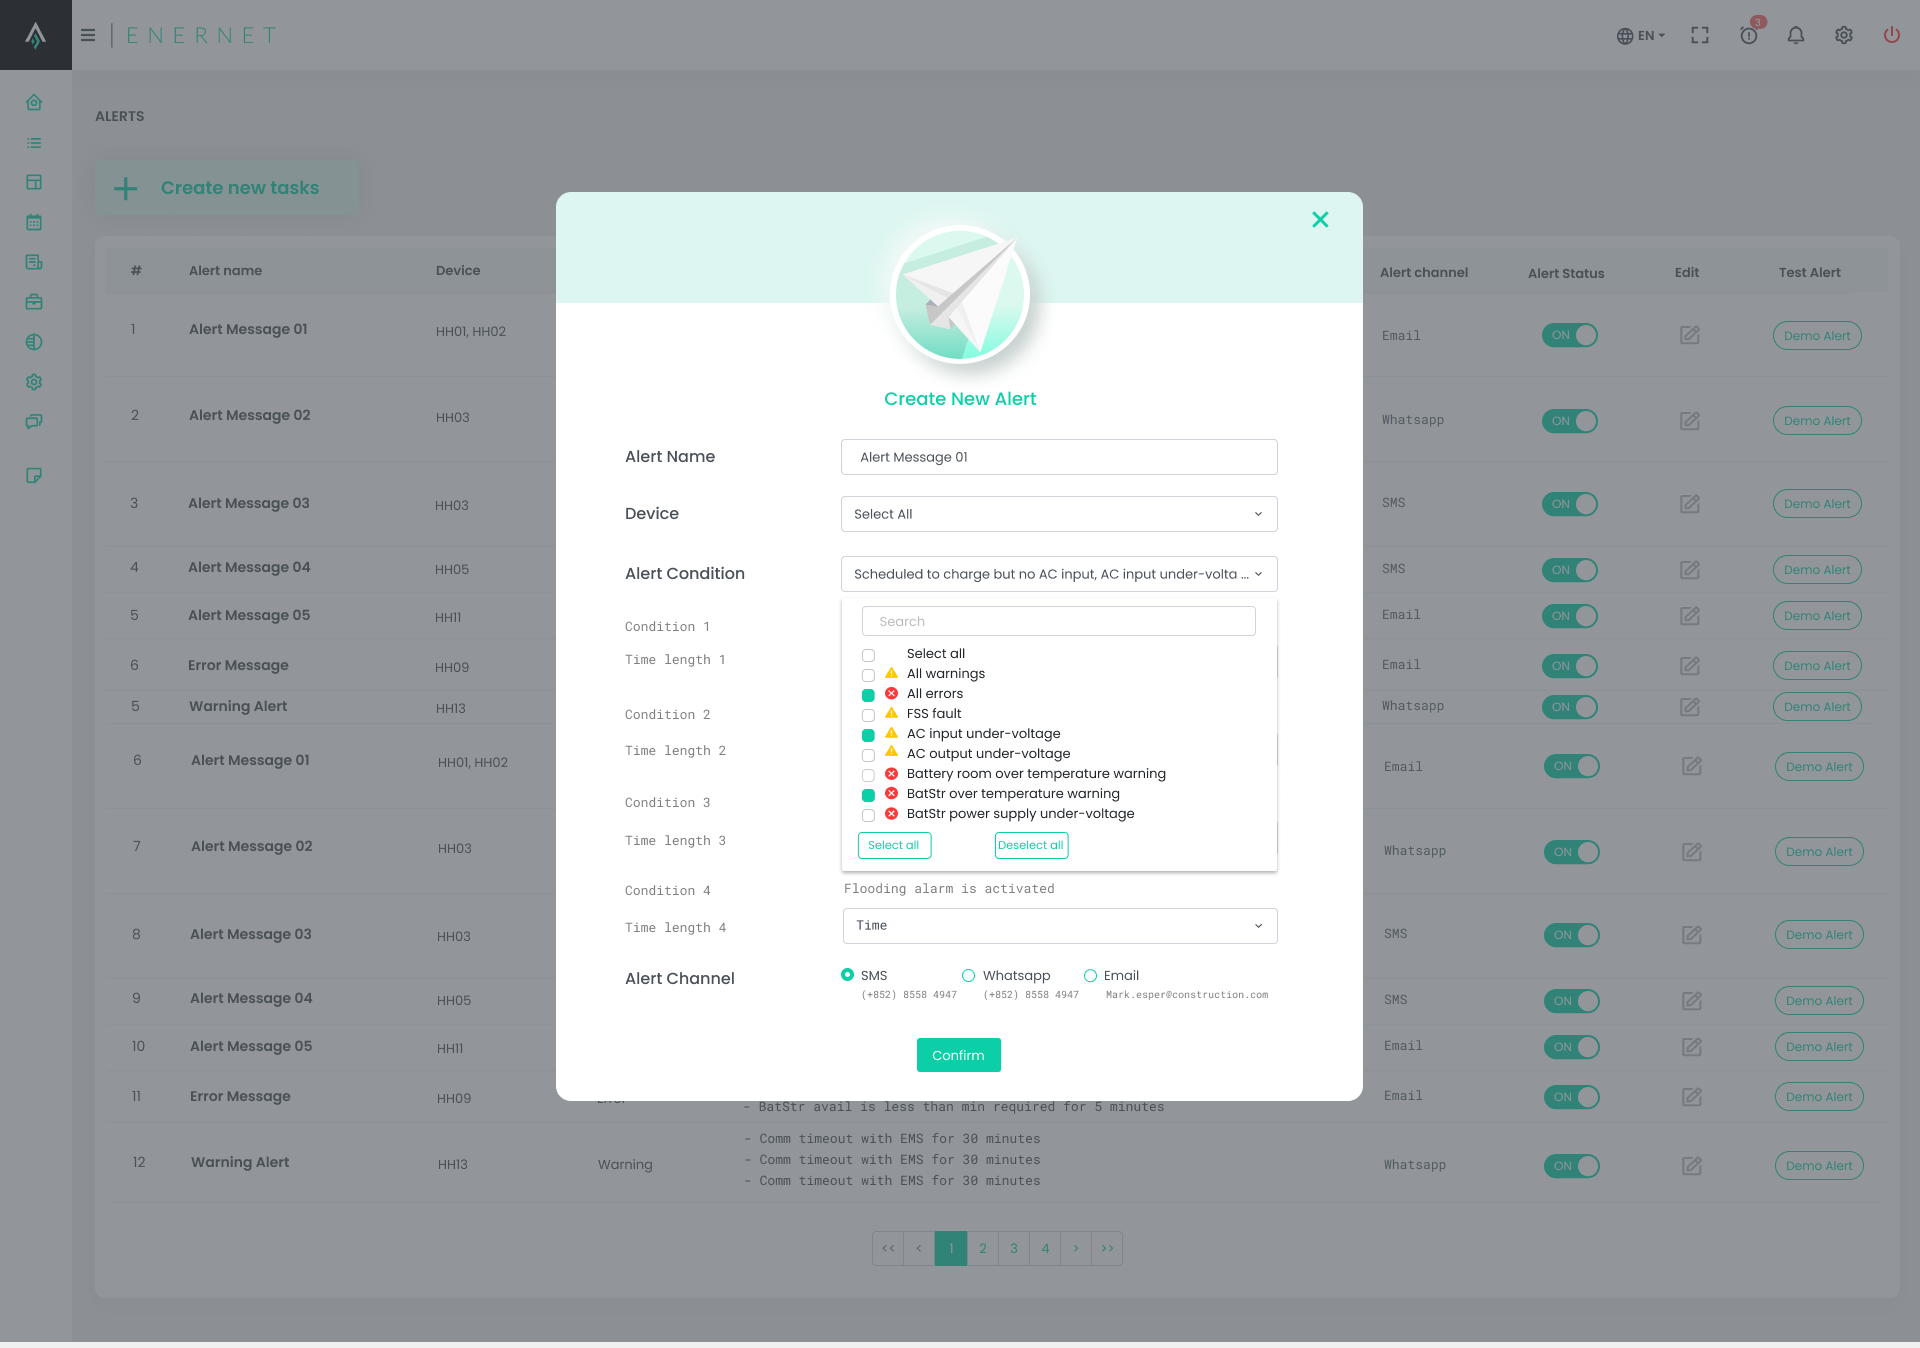 ENERNET
EN
3
ALERTS
Create new tasks
# Alert name Device Alert channel Alert Status Edit Test Alert
1 Alert Message 01 HH01, HH02 Email ON Demo Alert
2 Alert Message 02 HH03 Whatsapp ON Demo Alert
3 Alert Message 03 HH03 SMS ON Demo Alert
4 Alert Message 04 HH05 SMS ON Demo Alert
5 Alert Message 05 HH11 Email ON Demo Alert
6 Error Message HH09 Email ON Demo Alert
5 Warning Alert HH13 Whatsapp ON Demo Alert
6 Alert Message 01 HH01, HH02 Email ON Demo Alert
7 Alert Message 02 HH03 Whatsapp ON Demo Alert
8 Alert Message 03 HH03 SMS ON Demo Alert
9 Alert Message 04 HH05 SMS ON Demo Alert
10 Alert Message 05 HH11 Email ON Demo Alert
11 Error Message HH09 Email ON Demo Alert
- BatStr avail is less than min required for 5 minutes
12 Warning Alert HH13 Warning Whatsapp ON Demo Alert
- Comm timeout with EMS for 30 minutes
- Comm timeout with EMS for 30 minutes
- Comm timeout with EMS for 30 minutes
<< < 1 2 3 4 > >>
Create New Alert
Alert Name Alert Message 01
Device Select All
Alert Condition Scheduled to charge but no AC input, AC input under-volta ...
Search
Select all
All warnings
All errors
FSS fault
AC input under-voltage
AC output under-voltage
Battery room over temperature warning
BatStr over temperature warning
BatStr power supply under-voltage
Select all Deselect all
Condition 1
Time length 1
Condition 2
Time length 2
Condition 3
Time length 3
Condition 4 Flooding alarm is activated
Time length 4 Time
Alert Channel SMS Whatsapp Email
(+852) 8558 4947 (+852) 8558 4947 Mark.esper@construction.com
Confirm